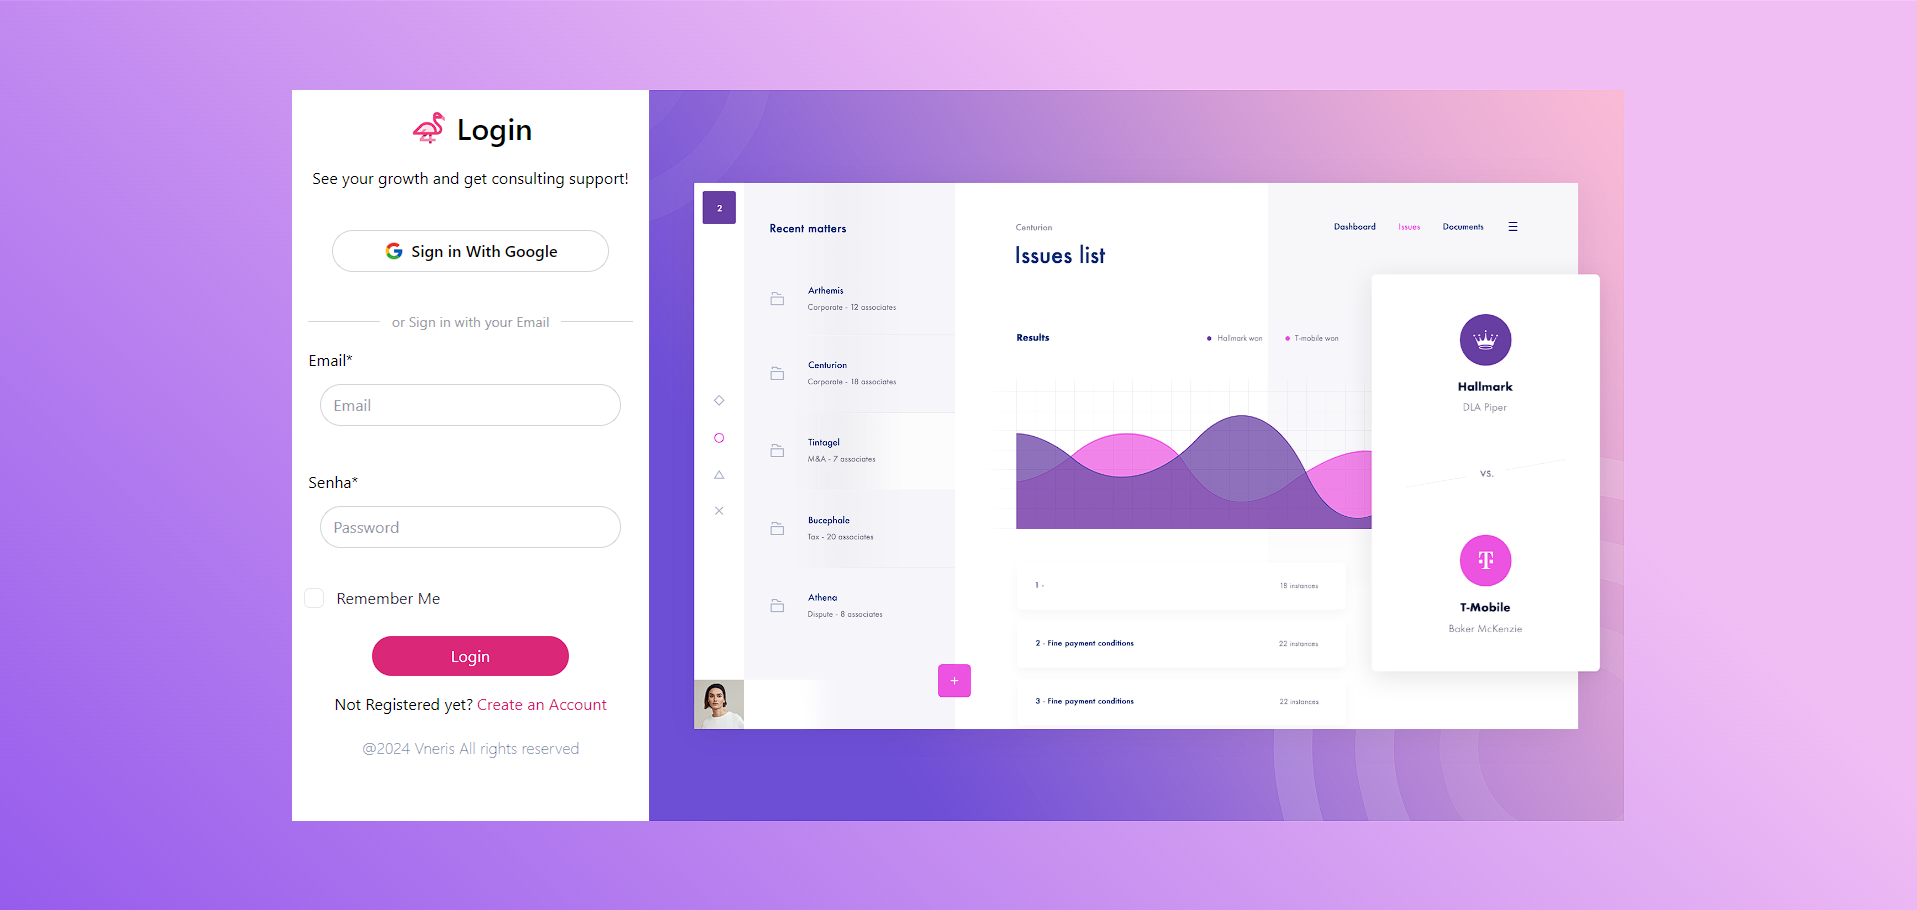 Login
See your growth and get consulting support!
Sign in With Google
or Sign in with your Email
Email*
Email
Senha*
Password
Remember Me
Login
Not Registered yet? Create an Account
@2024 Vneris All rights reserved
2
Recent matters
Arthemis
Corporate - 12 associates
Centurion
Corporate - 18 associates
Tintagel
M&A - 7 associates
Bucephale
Tax - 20 associates
Athena
Dispute - 8 associates
+
Centurion
Issues list
Dashboard Issues Documents
Results
Hallmark won T-mobile won
1 - 18 instances
2 - Fine payment conditions 22 instances
3 - Fine payment conditions 22 instances
Hallmark
DLA Piper
VS.
T
T-Mobile
Baker McKenzie